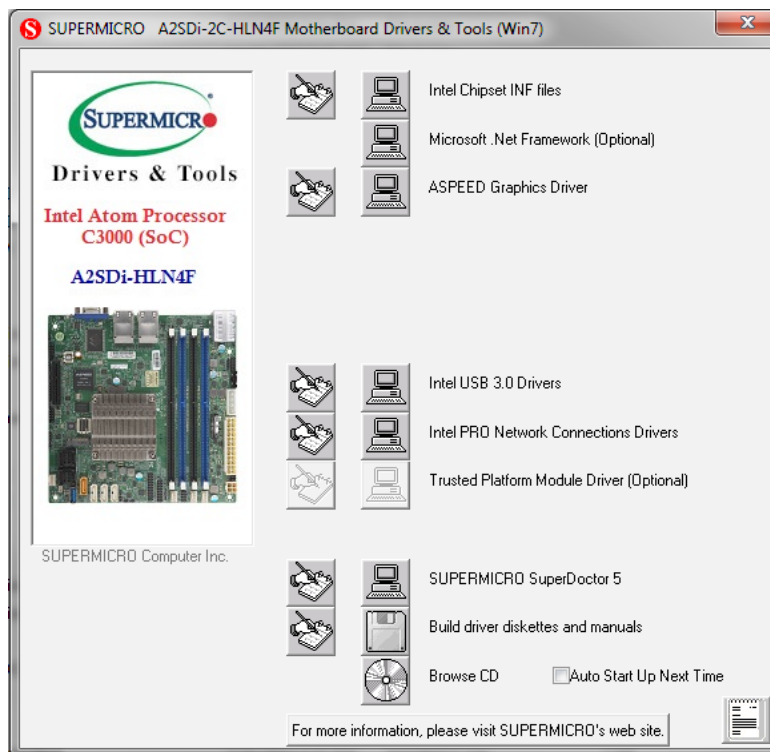 SUPERMICRO A2SDi-2C-HLN4F Motherboard Drivers & Tools (Win7)
SUPERMICRO
Drivers & Tools
Intel Atom Processor
C3000 (SoC)
A2SDi-HLN4F
SUPERMICRO Computer Inc.
Intel Chipset INF files
Microsoft .Net Framework (Optional)
ASPEED Graphics Driver
Intel USB 3.0 Drivers
Intel PRO Network Connections Drivers
Trusted Platform Module Driver (Optional)
SUPERMICRO SuperDoctor 5
Build driver diskettes and manuals
Browse CD
Auto Start Up Next Time
For more information, please visit SUPERMICRO's web site.